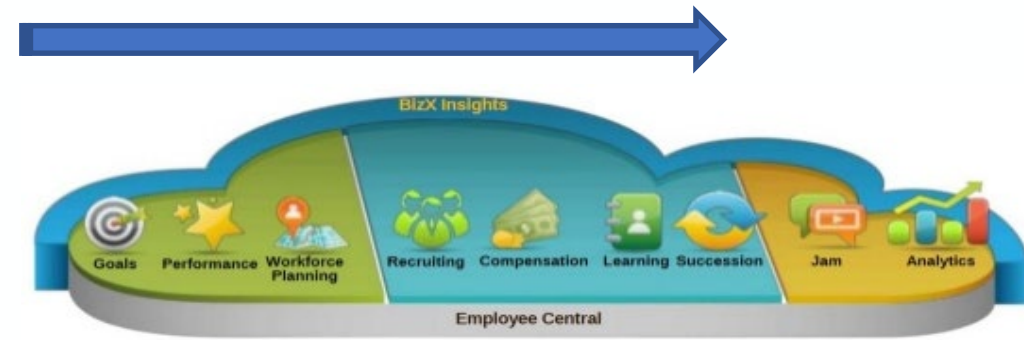 BizX Insights
Goals
Performance
Workforce
Planning
Recruiting
Compensation
Learning
Succession
Jam
Analytics
Employee Central